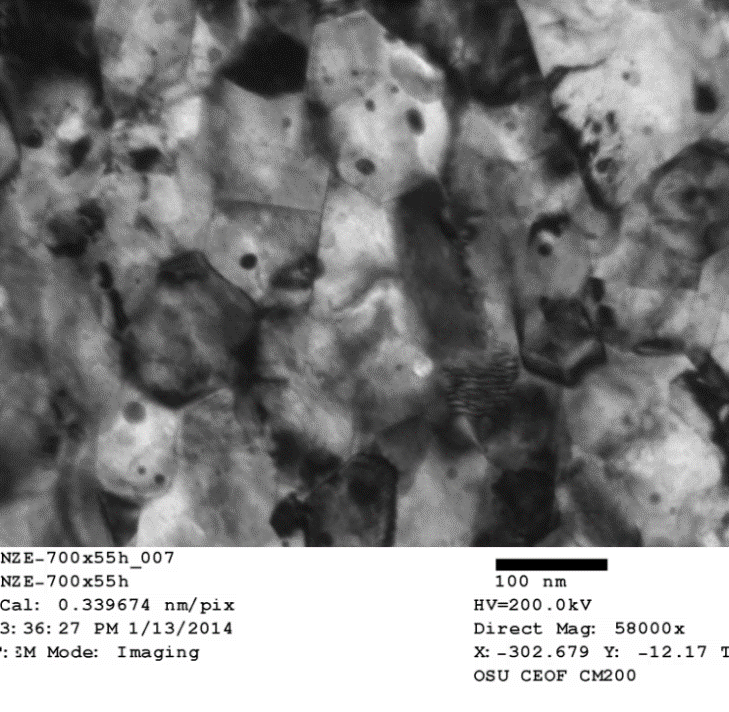 NZE-700x55h_007
NZE-700x55h
Cal: 0.339674 nm/pix
3:36:27 PM 1/13/2014
EM Mode: Imaging
100 nm
HV=200.0kV
Direct Mag: 58000x
X:-302.679 Y: -12.17 T
OSU CEOF CM200